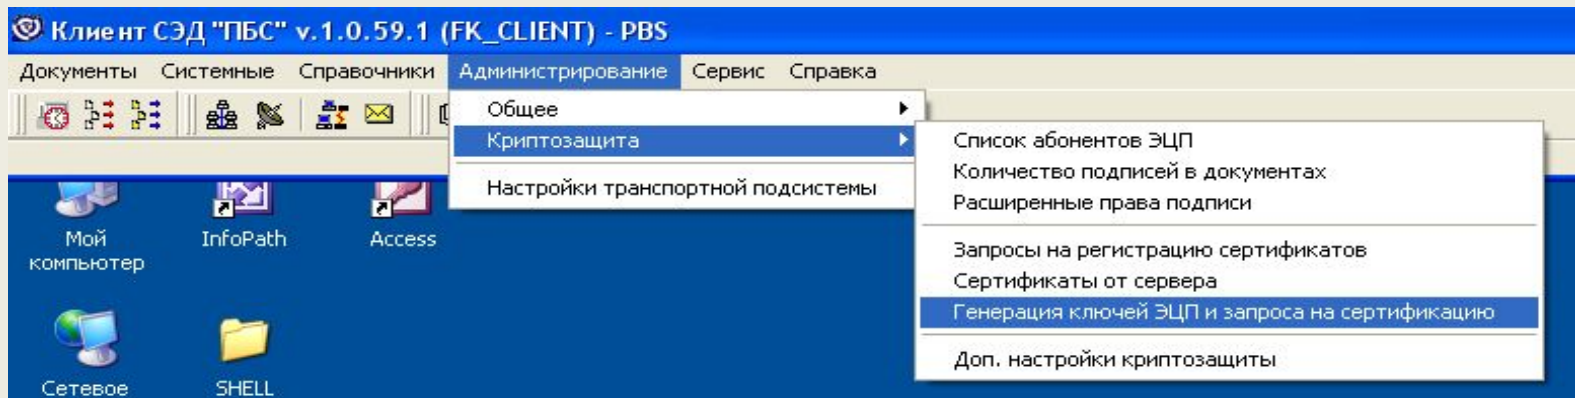 Клиент СЭД "ПБС" v.1.0.59.1 (FK_CLIENT) - PBS
Документы Системные Справочники Администрирование Сервис Справка
Общее
Криптозащита
Настройки транспортной подсистемы
Список абонентов ЭЦП
Количество подписей в документах
Расширенные права подписи
Запросы на регистрацию сертификатов
Сертификаты от сервера
Генерация ключей ЭЦП и запроса на сертификацию
Доп. настройки криптозащиты
Мой
компьютер
InfoPath
Access
Сетевое
SHELL